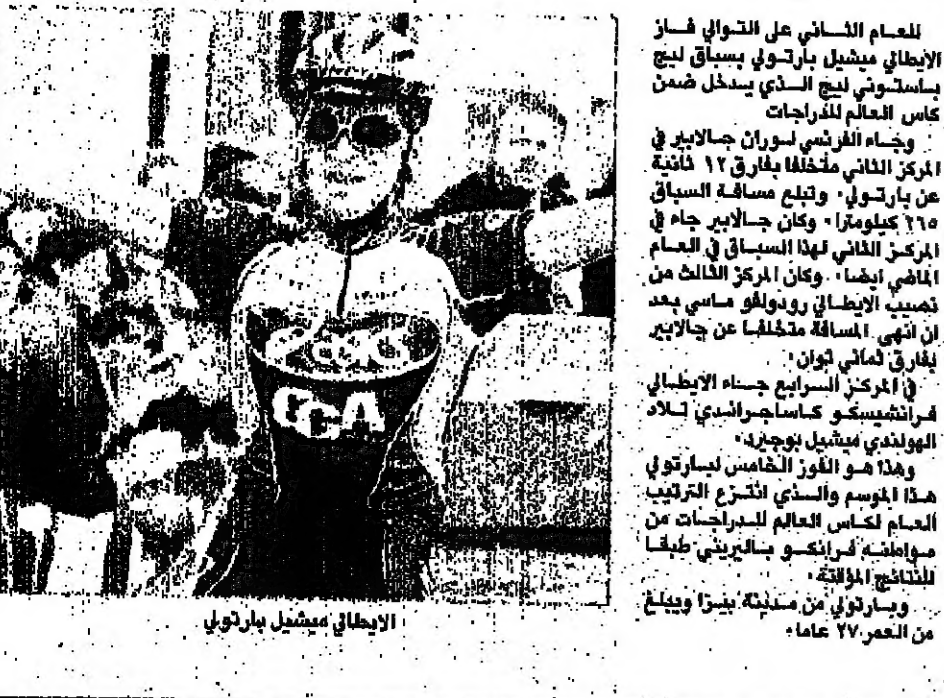 للعام الثاني على التوالي فاز
الايطالي ميشيل بارتولي بسباق لييج
باستوني لييج الذي يدخل ضمن
كاس العالم للدراجات
وجاء الفرنسي لوران جالابير في
المركز الثاني متخلفا بفارق ١٢ ثانية
عن بارتولي. وتبلغ مسافة السباق
٢٦٥ كيلومترا. وكان جالابير جاء في
المركز الثاني لهذا السباق في العام
الماضي ايضا. وكان المركز الثالث من
نصيب الايطالي رودولفو ماسي بعد
ان انهى المسافة متخلفا عن جالابير
بفارق ثماني ثوان.
في المركز الرابع جاء الايطالي
فرانشيسكو كاساجراندي تلاه
الهولندي ميشيل بوجيرد.
وهذا هو الفوز الخامس لبارتولي
هذا الموسم والذي انتزع الترتيب
العام لكاس العالم للدراجات من
مواطنه فرانكو باليريني طبقا
للنتائج المؤقتة.
وبارتولي من مدينة بيزا ويبلغ
من العمر ٢٧ عاما.
الايطالي ميشيل بارتولي